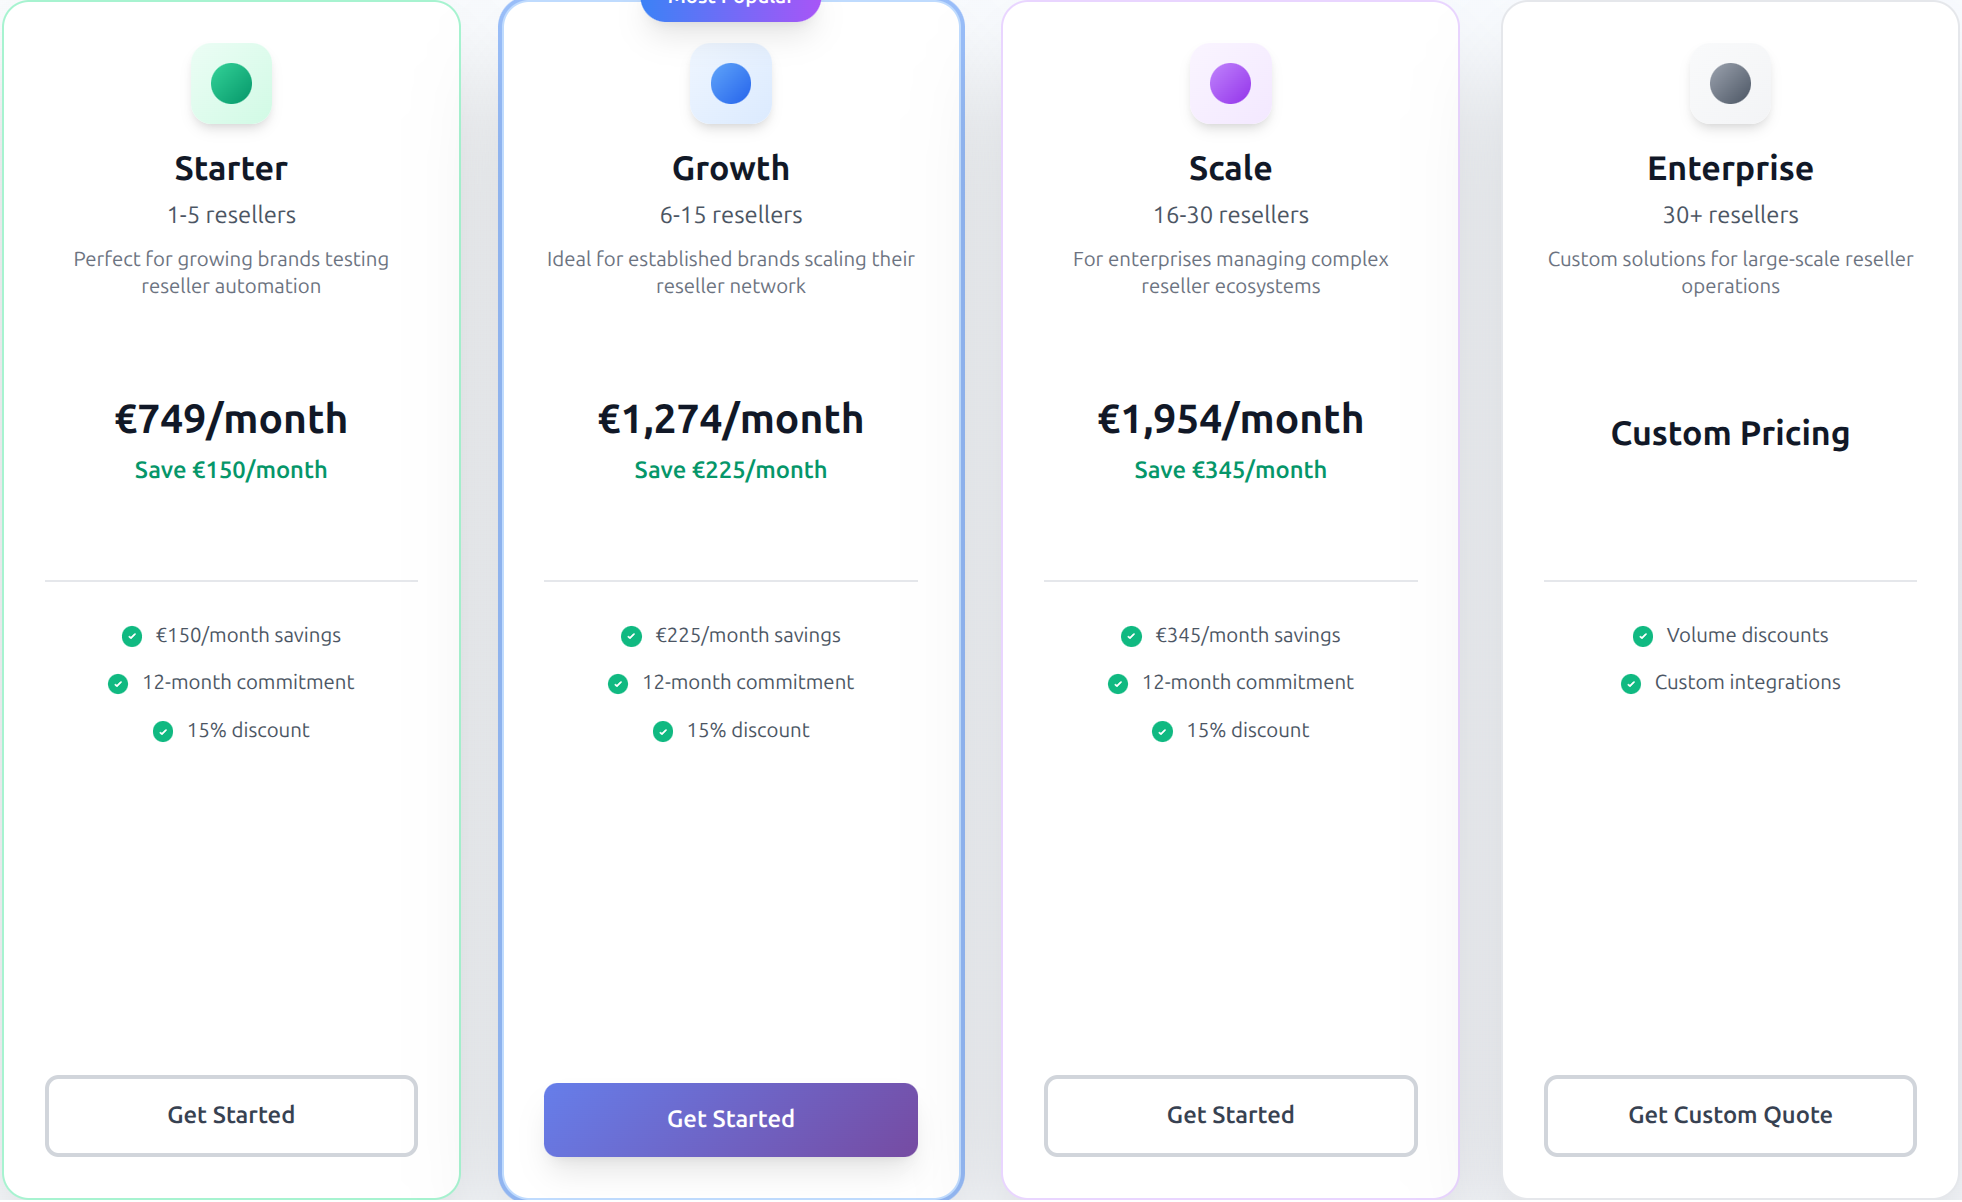 Most Popular
Starter
1-5 resellers
Perfect for growing brands testing
reseller automation
€749/month
Save €150/month
€150/month savings
12-month commitment
15% discount
Get Started
Growth
6-15 resellers
Ideal for established brands scaling their
reseller network
€1,274/month
Save €225/month
€225/month savings
12-month commitment
15% discount
Get Started
Scale
16-30 resellers
For enterprises managing complex
reseller ecosystems
€1,954/month
Save €345/month
€345/month savings
12-month commitment
15% discount
Get Started
Enterprise
30+ resellers
Custom solutions for large-scale reseller
operations
Custom Pricing
Volume discounts
Custom integrations
Get Custom Quote